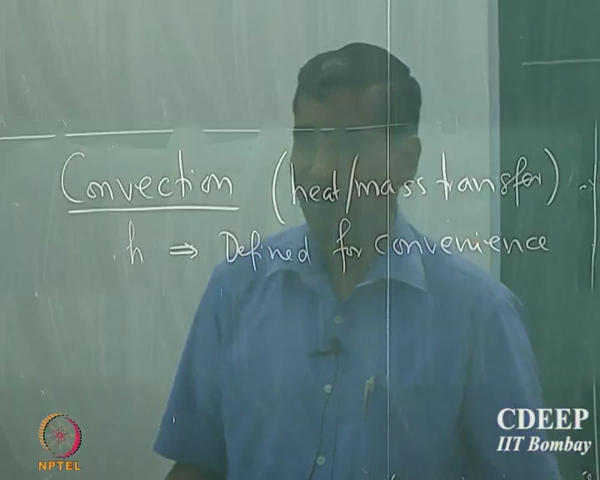 Convection (heat/mass transfer)
h ⇒ Defined for convenience
CDEEP
IIT Bombay
NPTEL